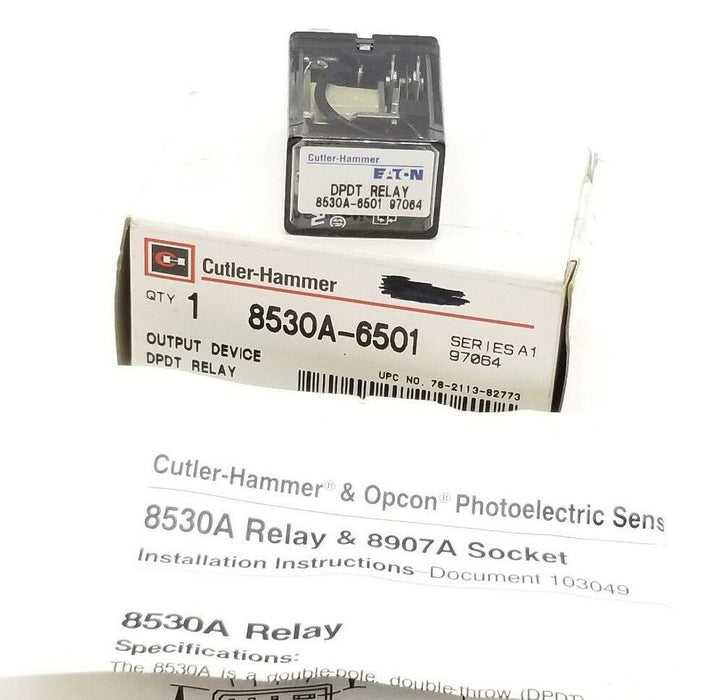 Cutler-Hammer
EATON
DPDT RELAY
8530A-6501 97064
Cutler-Hammer
QTY 1 8530A-6501 SERIES A1
97064
OUTPUT DEVICE
DPDT RELAY
UPC NO. 78-2113-82773
Cutler-Hammer® & Opcon® Photoelectric Sens
8530A Relay & 8907A Socket
Installation Instructions–Document 103049
8530A Relay
Specifications:
The 8530A is a double-pole, double-throw (DPDT